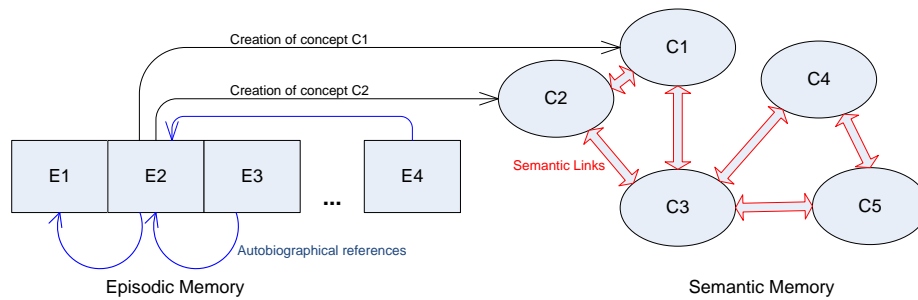 Creation of concept C1
C1
Creation of concept C2
C2
C4
E1
E2
E3
...
E4
Semantic Links
C3
C5
Autobiographical references
Episodic Memory
Semantic Memory